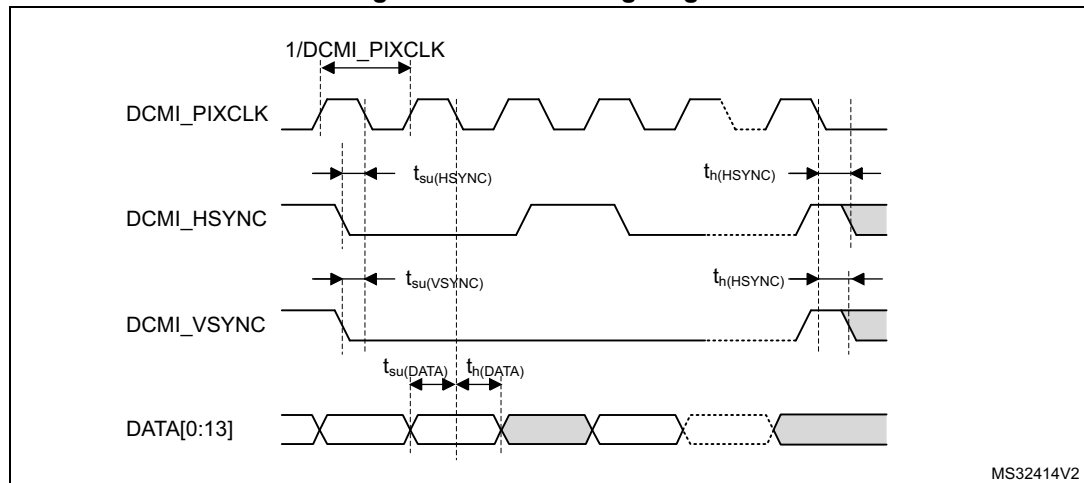 1/DCMI_PIXCLK
DCMI_PIXCLK
tsu(HSYNC)
th(HSYNC)
DCMI_HSYNC
tsu(VSYNC)
th(HSYNC)
DCMI_VSYNC
tsu(DATA)
th(DATA)
DATA[0:13]
MS32414V2